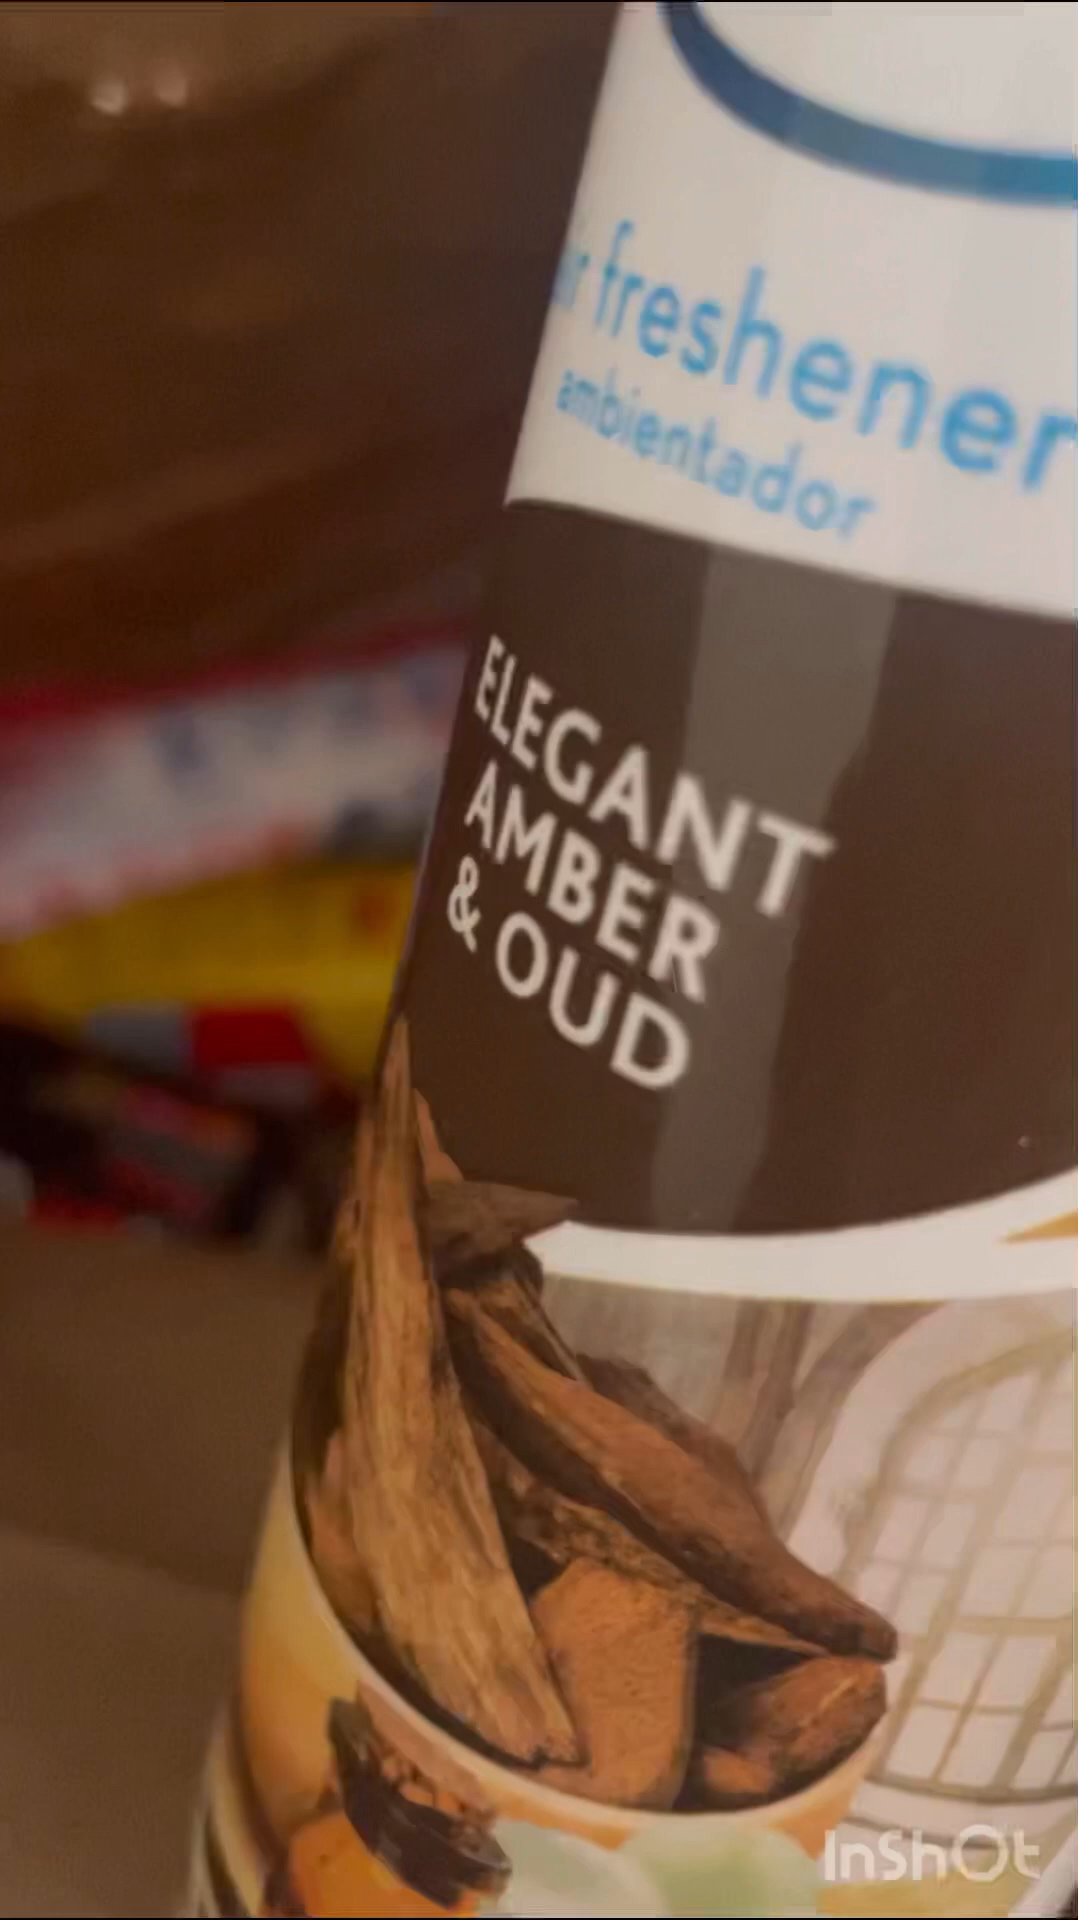 r freshener
ambientador
ELEGANT
AMBER
& OUD
InShOt